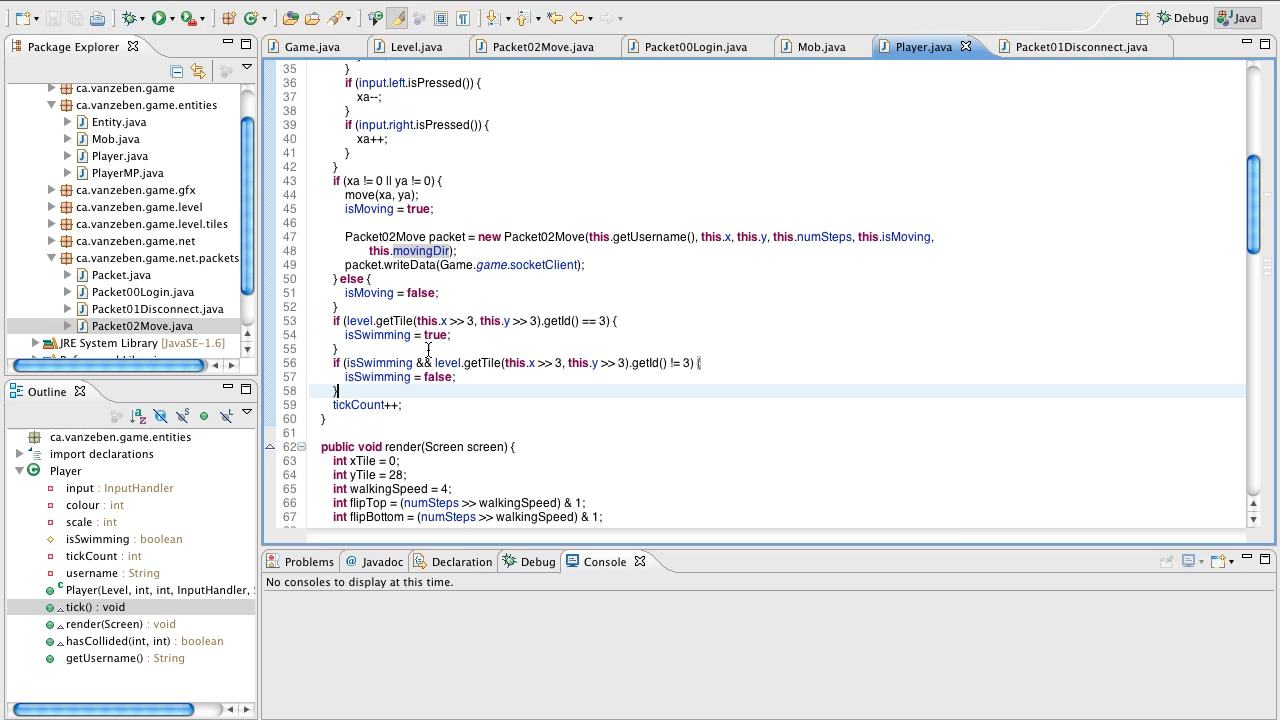 Debug
Java
Package Explorer
Game.java
Level.java
Packet02Move.java
Packet00Login.java
Mob.java
Player.java
Packet01Disconnect.java
ca.vanzeben.game
ca.vanzeben.game.entities
Entity.java
Mob.java
Player.java
PlayerMP.java
ca.vanzeben.game.gfx
ca.vanzeben.game.level
ca.vanzeben.game.level.tiles
ca.vanzeben.game.net
ca.vanzeben.game.net.packets
Packet.java
Packet00Login.java
Packet01Disconnect.java
Packet02Move.java
JRE System Library [JavaSE-1.6]
35 }
36 if (input.left.isPressed()) {
37 xa--;
38 }
39 if (input.right.isPressed()) {
40 xa++;
41 }
42 }
43 if (xa != 0 || ya != 0) {
44 move(xa, ya);
45 isMoving = true;
46
47 Packet02Move packet = new Packet02Move(this.getUsername(), this.x, this.y, this.numSteps, this.isMoving,
48 this.movingDir);
49 packet.writeData(Game.game.socketClient);
50 } else {
51 isMoving = false;
52 }
53 if (level.getTile(this.x >> 3, this.y >> 3).getId() == 3) {
54 isSwimming = true;
55 }
56 if (isSwimming && level.getTile(this.x >> 3, this.y >> 3).getId() != 3) {
57 isSwimming = false;
58 }
59 tickCount++;
60 }
61
62 public void render(Screen screen) {
63 int xTile = 0;
64 int yTile = 28;
65 int walkingSpeed = 4;
66 int flipTop = (numSteps >> walkingSpeed) & 1;
67 int flipBottom = (numSteps >> walkingSpeed) & 1;
Outline
ca.vanzeben.game.entities
import declarations
Player
input : InputHandler
colour : int
scale : int
isSwimming : boolean
tickCount : int
username : String
Player(Level, int, int, InputHandler,
tick() : void
render(Screen) : void
hasCollided(int, int) : boolean
getUsername() : String
Problems
Javadoc
Declaration
Debug
Console
No consoles to display at this time.